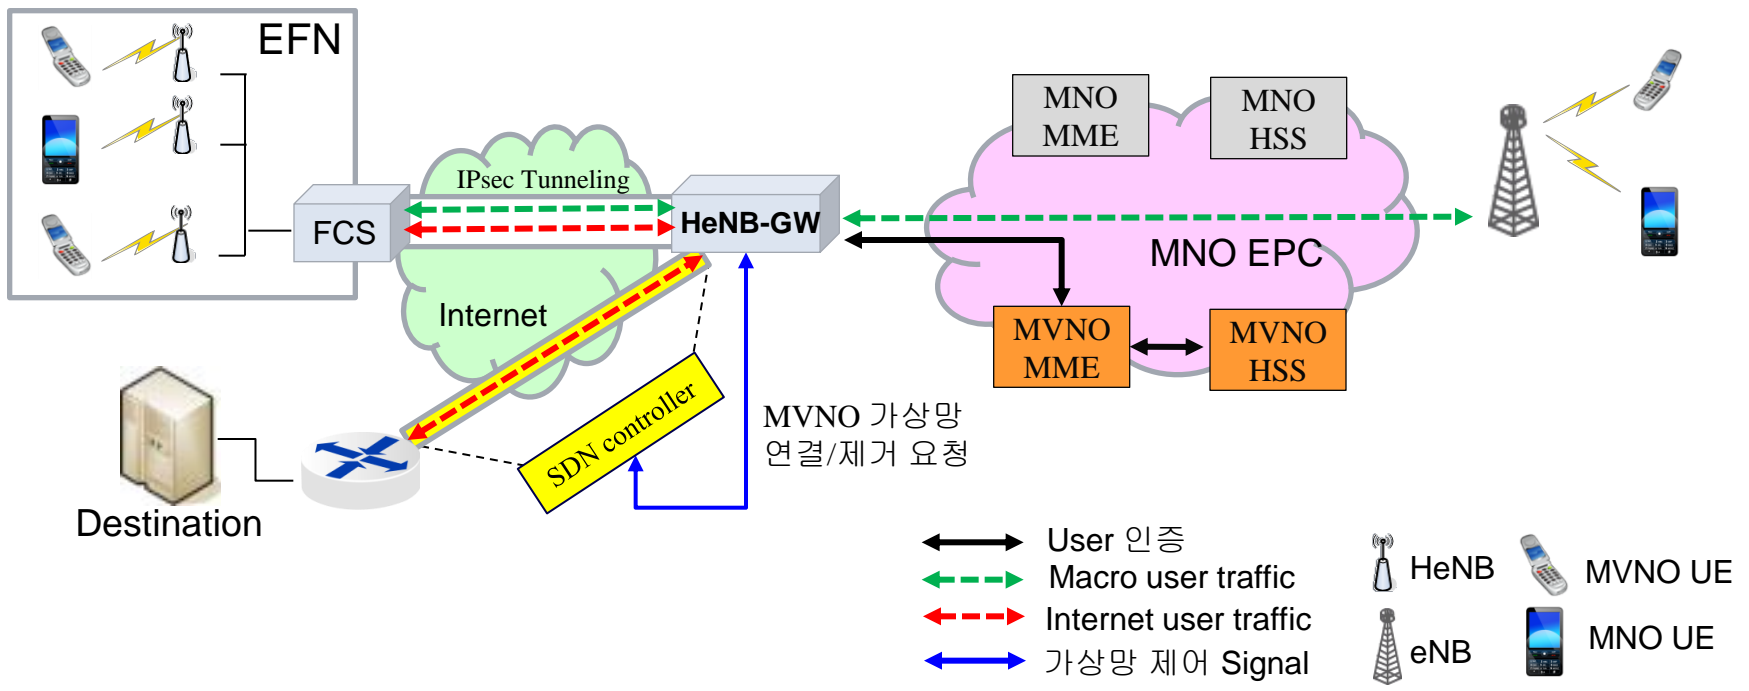 EFN
MNO
MME
MNO
HSS
IPsec Tunneling
FCS
HeNB-GW
MNO EPC
Internet
MVNO
MME
MVNO
HSS
SDN controller
MVNO 가상망
연결/제거 요청
Destination
User 인증
Macro user traffic
Internet user traffic
가상망 제어 Signal
HeNB
MVNO UE
eNB
MNO UE